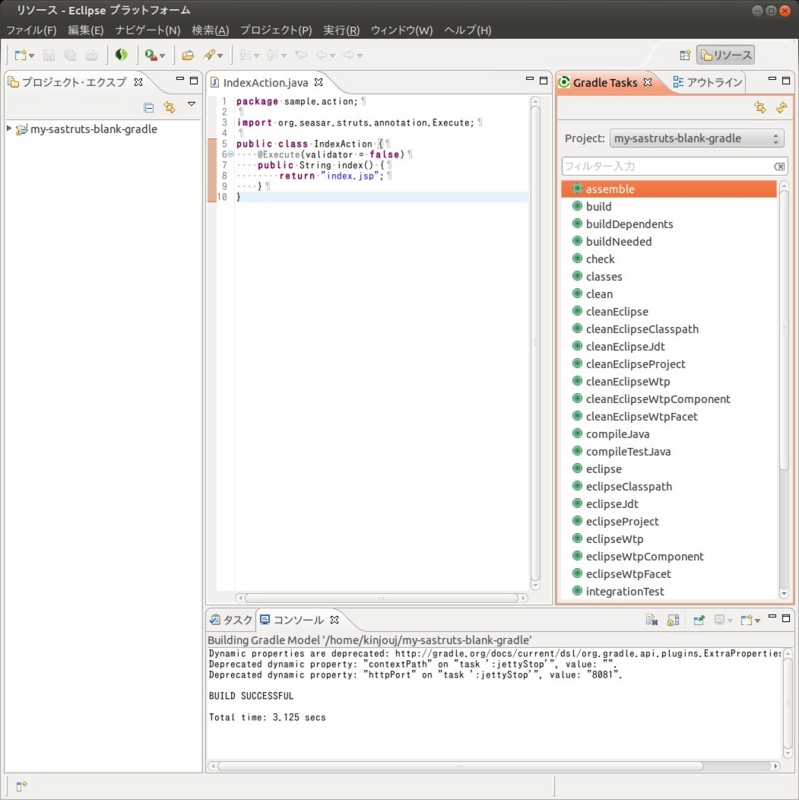 リソース - Eclipse プラットフォーム
ファイル(F) 編集(E) ナビゲート(N) 検索(A) プロジェクト(P) 実行(R) ウィンドウ(W) ヘルプ(H)
リソース
プロジェクト・エクスプ
my-sastruts-blank-gradle
IndexAction.java
1 package sample.action;
2
3 import org.seasar.struts.annotation.Execute;
4
5 public class IndexAction {
6 @Execute(validator = false)
7 public String index() {
8 return "index.jsp";
9 }
10 }
Gradle Tasks アウトライン
Project: my-sastruts-blank-gradle
フィルター入力
assemble
build
buildDependents
buildNeeded
check
classes
clean
cleanEclipse
cleanEclipseClasspath
cleanEclipseJdt
cleanEclipseProject
cleanEclipseWtp
cleanEclipseWtpComponent
cleanEclipseWtpFacet
compileJava
compileTestJava
eclipse
eclipseClasspath
eclipseJdt
eclipseProject
eclipseWtp
eclipseWtpComponent
eclipseWtpFacet
integrationTest
タスク コンソール
Building Gradle Model '/home/kinjouj/my-sastruts-blank-gradle'
Dynamic properties are deprecated: http://gradle.org/docs/current/dsl/org.gradle.api.plugins.ExtraProperties
Deprecated dynamic property: "contextPath" on "task ':jettyStop'", value: "".
Deprecated dynamic property: "httpPort" on "task ':jettyStop'", value: "8081".
BUILD SUCCESSFUL
Total time: 3.125 secs